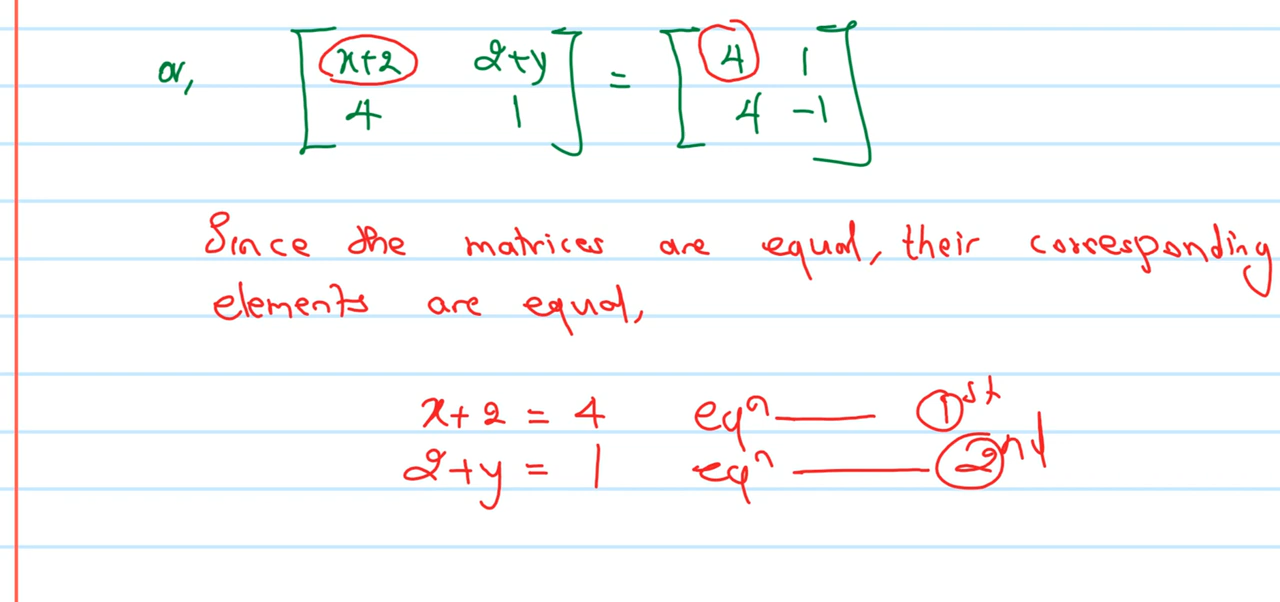 or, [x+2 2+y] = [4 1]
[4 1] [4 -1]
Since the matrices are equal, their corresponding
elements are equal,
x+2 = 4 eqⁿ —— ①st
2+y = 1 eqⁿ —— ②nd